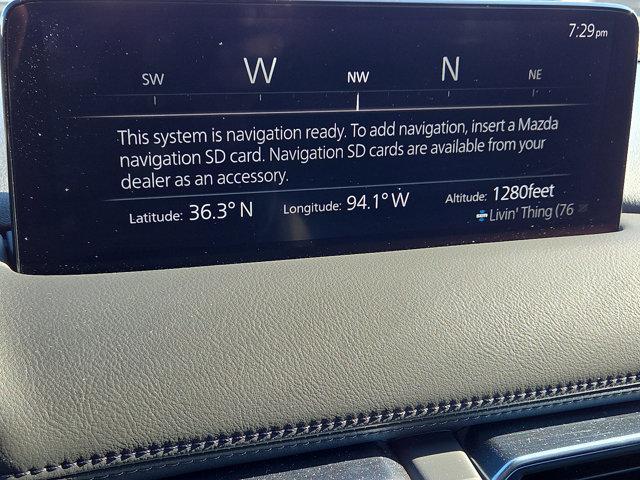 7:29pm
SW W NW N NE
This system is navigation ready. To add navigation, insert a Mazda
navigation SD card. Navigation SD cards are available from your
dealer as an accessory.
Latitude: 36.3° N Longitude: 94.1° W Altitude: 1280feet
Livin' Thing (76